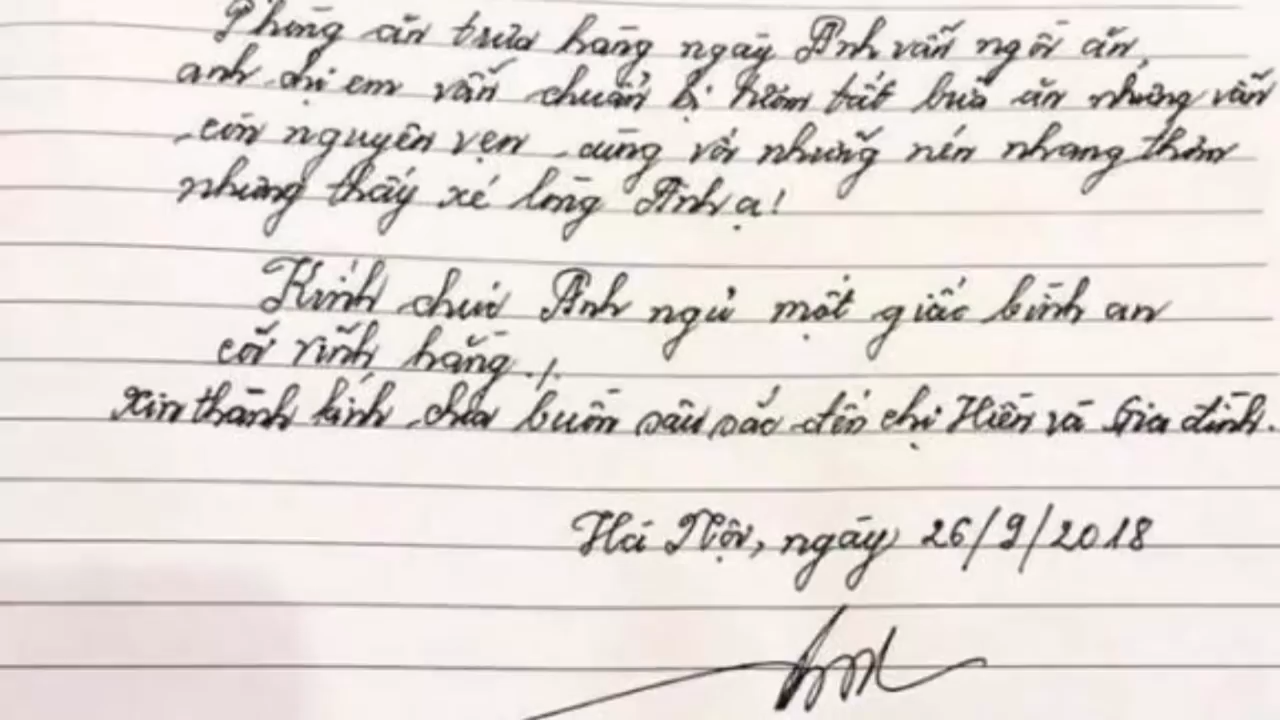 Phòng ăn trưa hàng ngày Anh vẫn ngồi ăn,
anh chị em vẫn chuẩn bị tươm tất bữa ăn nhưng vẫn
còn nguyên vẹn cùng với những nén nhang thơm
nhưng thấy xé lòng Anh ạ!
Kính chúc Anh ngủ một giấc bình an
cõi vĩnh hằng./.
Xin thành kính chia buồn sâu sắc đến chị Hiền và Gia đình.
Hà Nội, ngày 26/9/2018